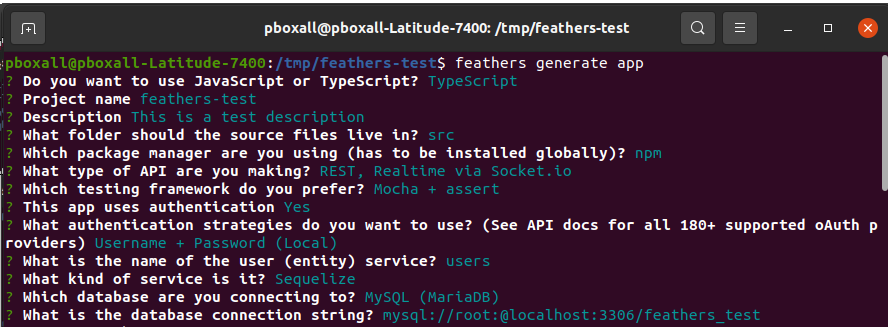 pboxall@pboxall-Latitude-7400: /tmp/feathers-test
pboxall@pboxall-Latitude-7400:/tmp/feathers-test$ feathers generate app
? Do you want to use JavaScript or TypeScript? TypeScript
? Project name feathers-test
? Description This is a test description
? What folder should the source files live in? src
? Which package manager are you using (has to be installed globally)? npm
? What type of API are you making? REST, Realtime via Socket.io
? Which testing framework do you prefer? Mocha + assert
? This app uses authentication Yes
? What authentication strategies do you want to use? (See API docs for all 180+ supported oAuth p
roviders) Username + Password (Local)
? What is the name of the user (entity) service? users
? What kind of service is it? Sequelize
? Which database are you connecting to? MySQL (MariaDB)
? What is the database connection string? mysql://root:@localhost:3306/feathers_test